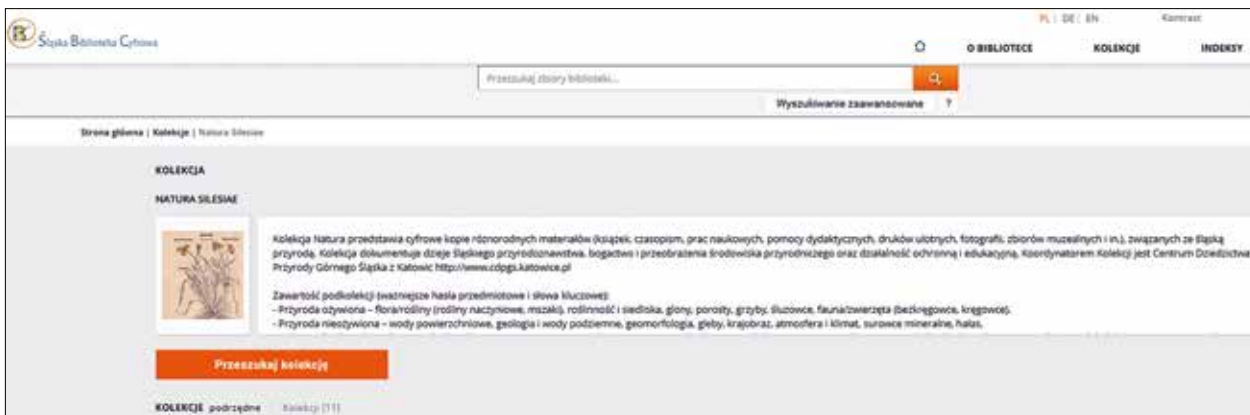 PL | DE | EN Kontrast
Śląska Biblioteka Cyfrowa
O BIBLIOTECE KOLEKCJE INDEKSY
Przeszukaj zbiory biblioteki...
Wyszukiwanie zaawansowane ?
Strona główna | Kolekcje | Natura Silesiae
KOLEKCJA
NATURA SILESIAE
Kolekcja Natura przedstawia cyfrowe kopie różnorodnych materiałów (książek, czasopism, prac naukowych, pomocy dydaktycznych, druków ulotnych, fotografii, zbiorów muzealnych i in.), związanych ze śląską
przyrodą. Kolekcja dokumentuje dzieje śląskiego przyrodoznawstwa, bogactwo i przeobrażenia środowiska przyrodniczego oraz działalność ochronną i edukacyjną. Koordynatorem Kolekcji jest Centrum Dziedzictwa
Przyrody Górnego Śląska z Katowic http://www.cdpgs.katowice.pl
Zawartość podkolekcji (ważniejsze hasła przedmiotowe i słowa kluczowe):
- Przyroda ożywiona – flora/rośliny (rośliny naczyniowe, mszaki), roślinność i siedliska, glony, porosty, grzyby, śluzowce, fauna/zwierzęta (bezkręgowce, kręgowce).
- Przyroda nieożywiona – wody powierzchniowe, geologia i wody podziemne, geomorfologia, gleby, krajobraz, atmosfera i klimat, surowce mineralne, hałas,
Przeszukaj kolekcję
KOLEKCJE podrzędne Kolekcji (11)